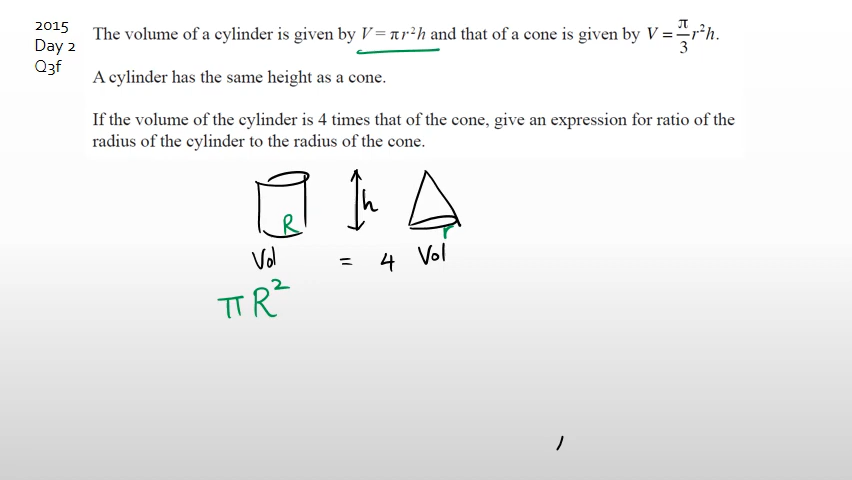 2015
Day 2
Q3f
The volume of a cylinder is given by V = πr²h and that of a cone is given by V = π/3 r²h.
A cylinder has the same height as a cone.
If the volume of the cylinder is 4 times that of the cone, give an expression for ratio of the
radius of the cylinder to the radius of the cone.
R h r
Vol = 4 Vol
πR²